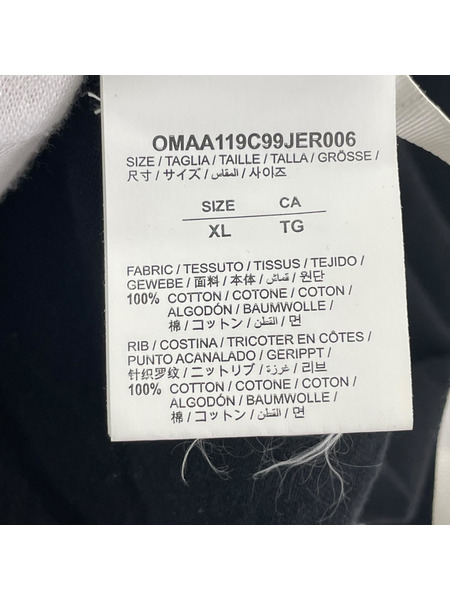 OMAA119C99JER006
SIZE / TAGLIA / TAILLE / TALLA / GRÖSSE /
尺寸 / サイズ / المقاس / 사이즈
SIZE CA
XL TG
FABRIC / TESSUTO / TISSUS / TEJIDO /
GEWEBE / 面料 / 本体 / قماش / 원단
100% COTTON / COTONE / COTON /
ALGODÓN / BAUMWOLLE /
棉 / コットン / القطن / 면
RIB / COSTINA / TRICOTER EN CÔTES /
PUNTO ACANALADO / GERIPPT /
针织罗纹 / ニットリブ / غرزة / 리브
100% COTTON / COTONE / COTON /
ALGODÓN / BAUMWOLLE /
棉 / コットン / القطن / 면